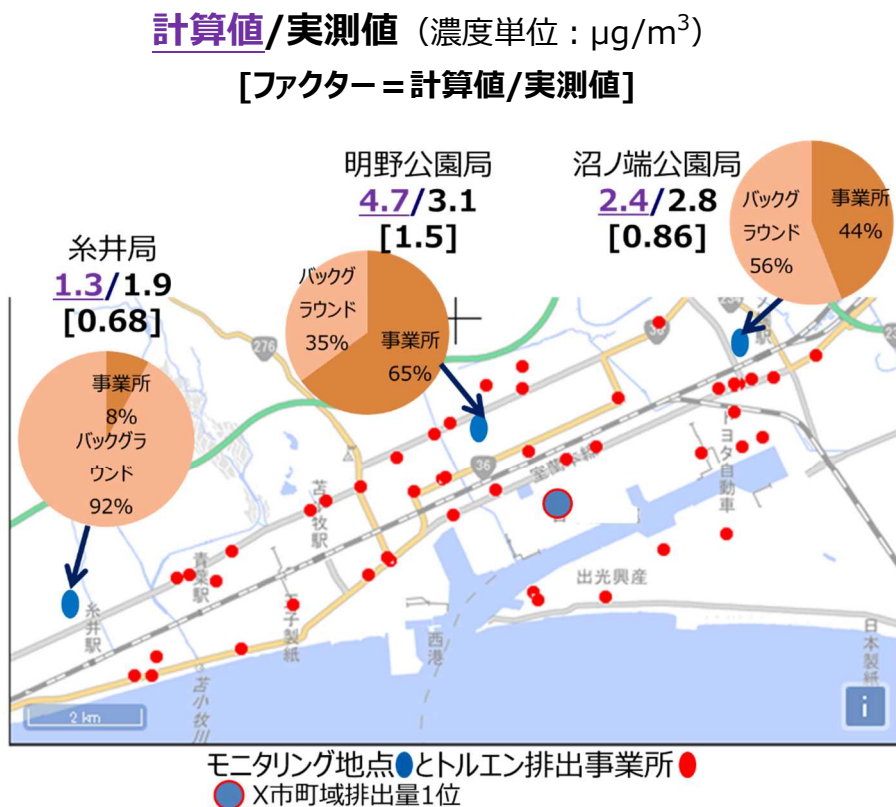 計算値/実測値（濃度単位：μg/m³）
[ファクター＝計算値/実測値]
明野公園局
4.7/3.1
[1.5]
沼ノ端公園局
2.4/2.8
[0.86]
バックグ
ラウンド
56%
事業所
44%
糸井局
1.3/1.9
[0.68]
バックグ
ラウンド
35%
事業所
65%
事業所
8%
バックグラ
ウンド
92%
276
234
36
室蘭本線
トヨタ自動車
苫小牧駅
青葉駅
糸井駅
王子製紙
出光興産
西港
苫小牧川
日本製紙
2 km
i
モニタリング地点とトルエン排出事業所
X市町域排出量1位